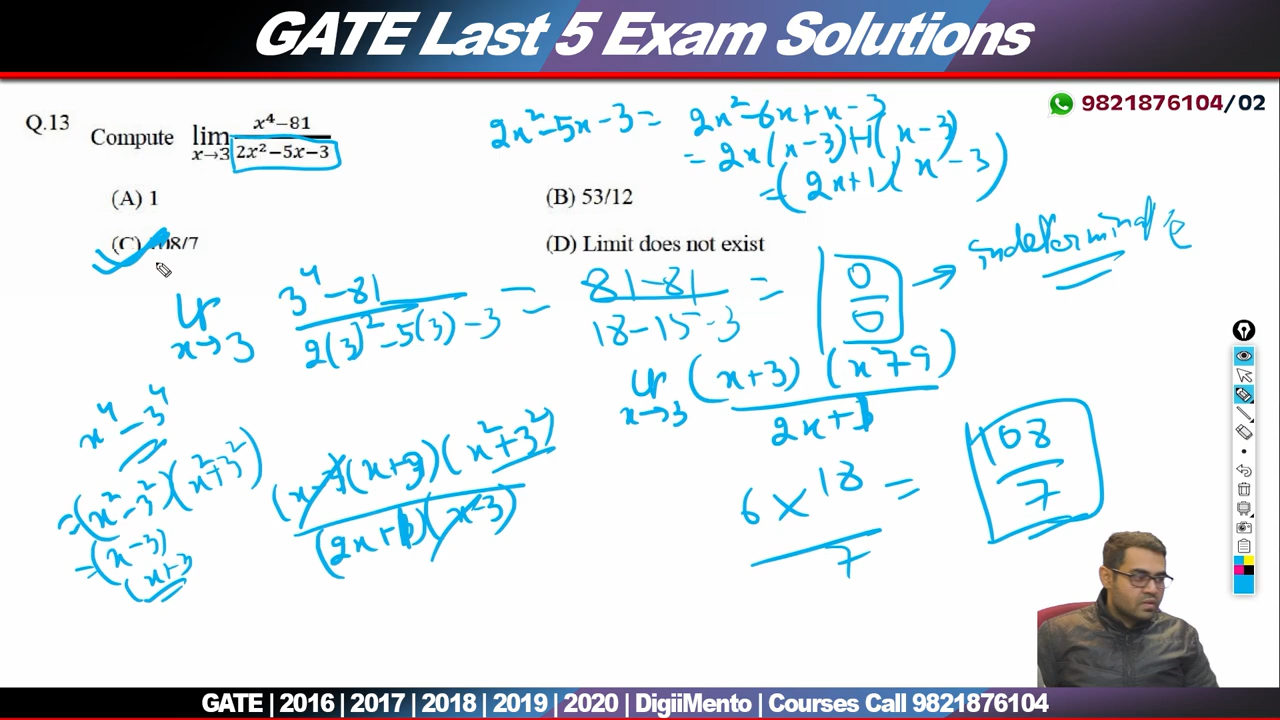 GATE Last 5 Exam Solutions
9821876104/02
Q.13 Compute lim x→3 x⁴−81 / 2x²−5x−3
(A) 1
(B) 53/12
(C) 108/7
(D) Limit does not exist
2x²−5x−3 = 2x²−6x+x−3
= 2x(x−3)+1(x−3)
= (2x+1)(x−3)
lt x→3 3⁴−81 / 2(3)²−5(3)−3 = 81−81 / 18−15−3 = 0/0 → indeterminate
x⁴−3⁴
=(x²−3²)(x²+3²)
=(x−3)
(x+3
(x−3)(x+3)(x²+3²) / (2x+1)(x−3)
lt x→3 (x+3)(x²+9) / 2x+1
6×18 / 7 = 108/7
GATE | 2016 | 2017 | 2018 | 2019 | 2020 | DigiiMento | Courses Call 9821876104